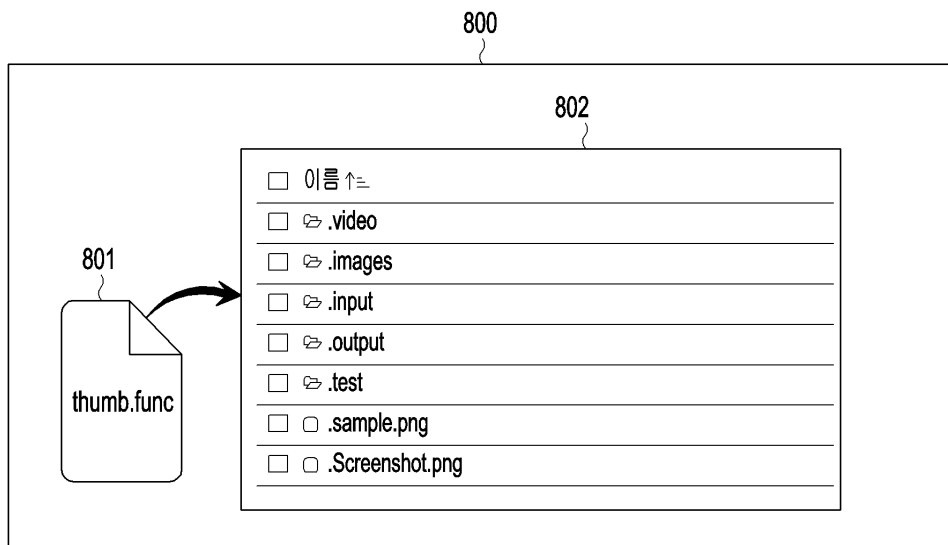 800
802
이름
.video
.images
801
.input
.output
.test
thumb.func
.sample.png
.Screenshot.png